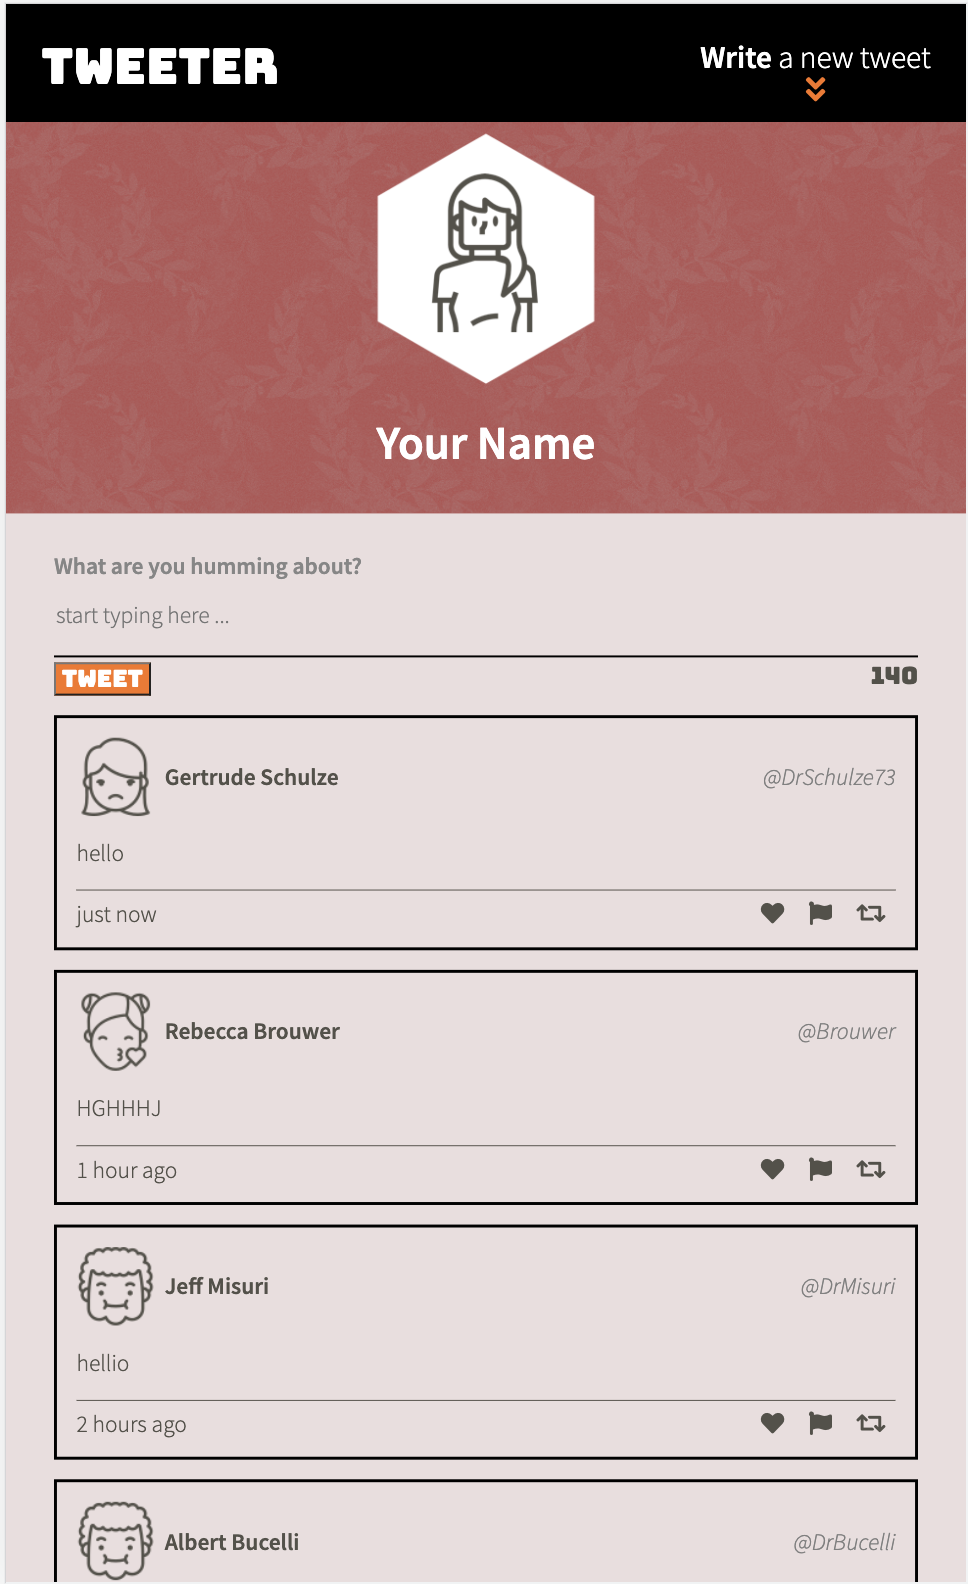 TWEETER
Write a new tweet
Your Name
What are you humming about?
start typing here ...
TWEET
140
Gertrude Schulze
@DrSchulze73
hello
just now
Rebecca Brouwer
@Brouwer
HGHHHJ
1 hour ago
Jeff Misuri
@DrMisuri
hellio
2 hours ago
Albert Bucelli
@DrBucelli